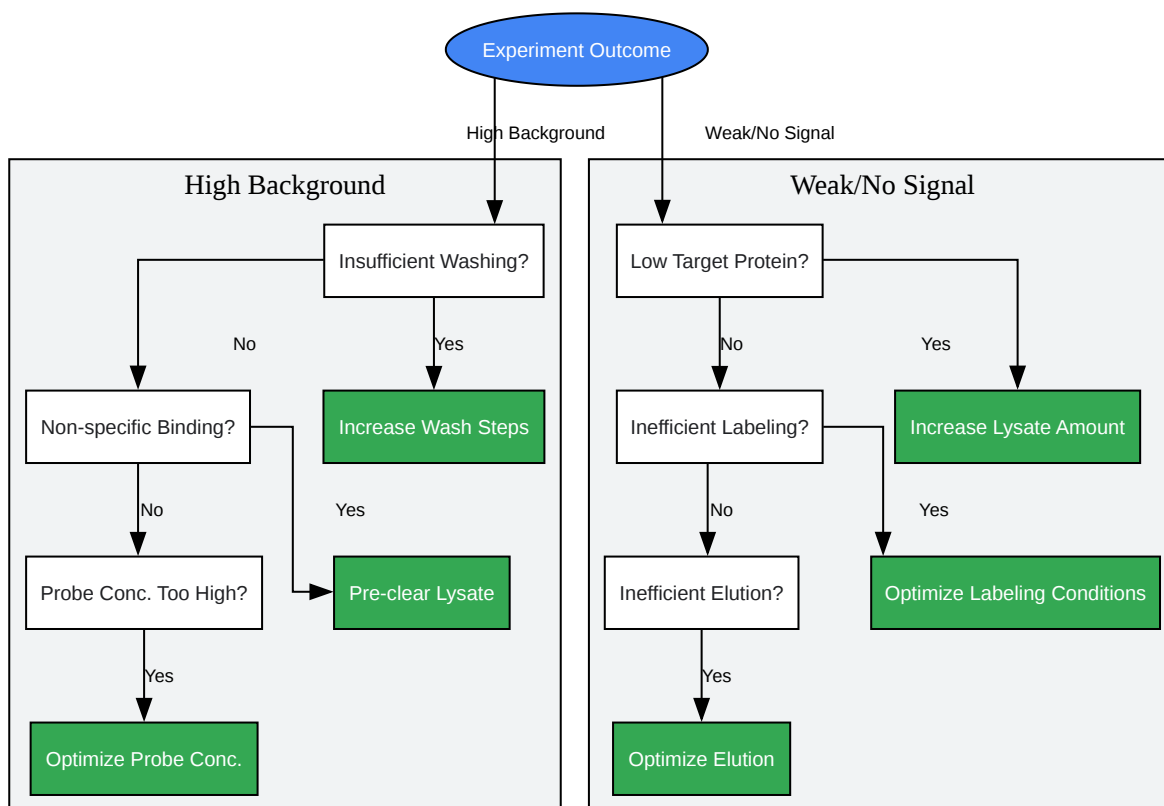 Experiment Outcome
High Background
Weak/No Signal
High Background
Weak/No Signal
Insufficient Washing?
Low Target Protein?
No
Yes
No
Yes
Non-specific Binding?
Increase Wash Steps
Inefficient Labeling?
Increase Lysate Amount
No
Yes
No
Yes
Probe Conc. Too High?
Pre-clear Lysate
Inefficient Elution?
Optimize Labeling Conditions
Yes
Yes
Optimize Probe Conc.
Optimize Elution